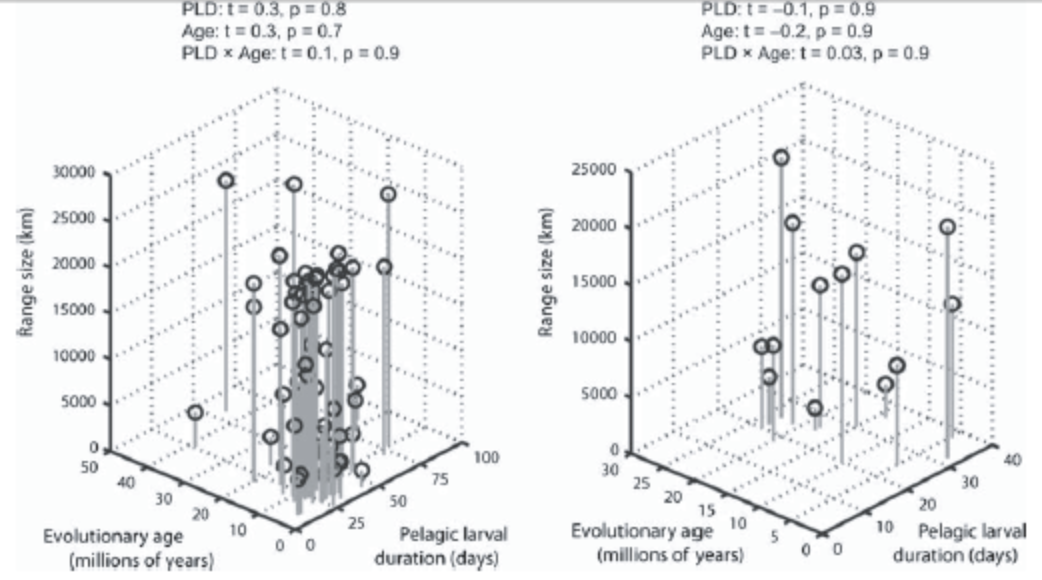 PLD: t = 0.3, p = 0.8
Age: t = 0.3, p = 0.7
PLD × Age: t = 0.1, p = 0.9
30000
25000
20000
15000
10000
5000
0
Range size (km)
50
40
30
20
10
0
Evolutionary age
(millions of years)
0
25
50
75
100
Pelagic larval
duration (days)
PLD: t = –0.1, p = 0.9
Age: t = –0.2, p = 0.9
PLD × Age: t = 0.03, p = 0.9
25000
20000
15000
10000
5000
0
Range size (km)
30
25
20
15
10
5
0
Evolutionary age
(millions of years)
0
10
20
30
40
Pelagic larval
duration (days)